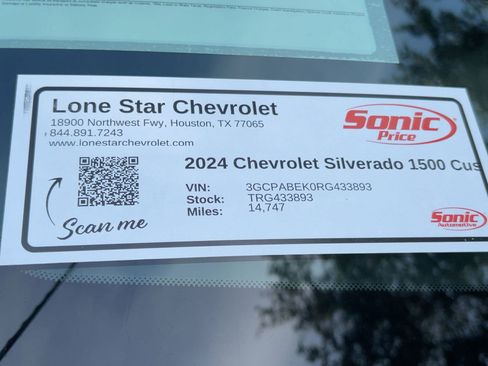 Lone Star Chevrolet
18900 Northwest Fwy, Houston, TX 77065
844.891.7243
www.lonestarchevrolet.com
Sonic
Price
2024 Chevrolet Silverado 1500 Cus
VIN: 3GCPABEK0RG433893
Stock: TRG433893
Miles: 14,747
Scan me
Sonic
Automotive